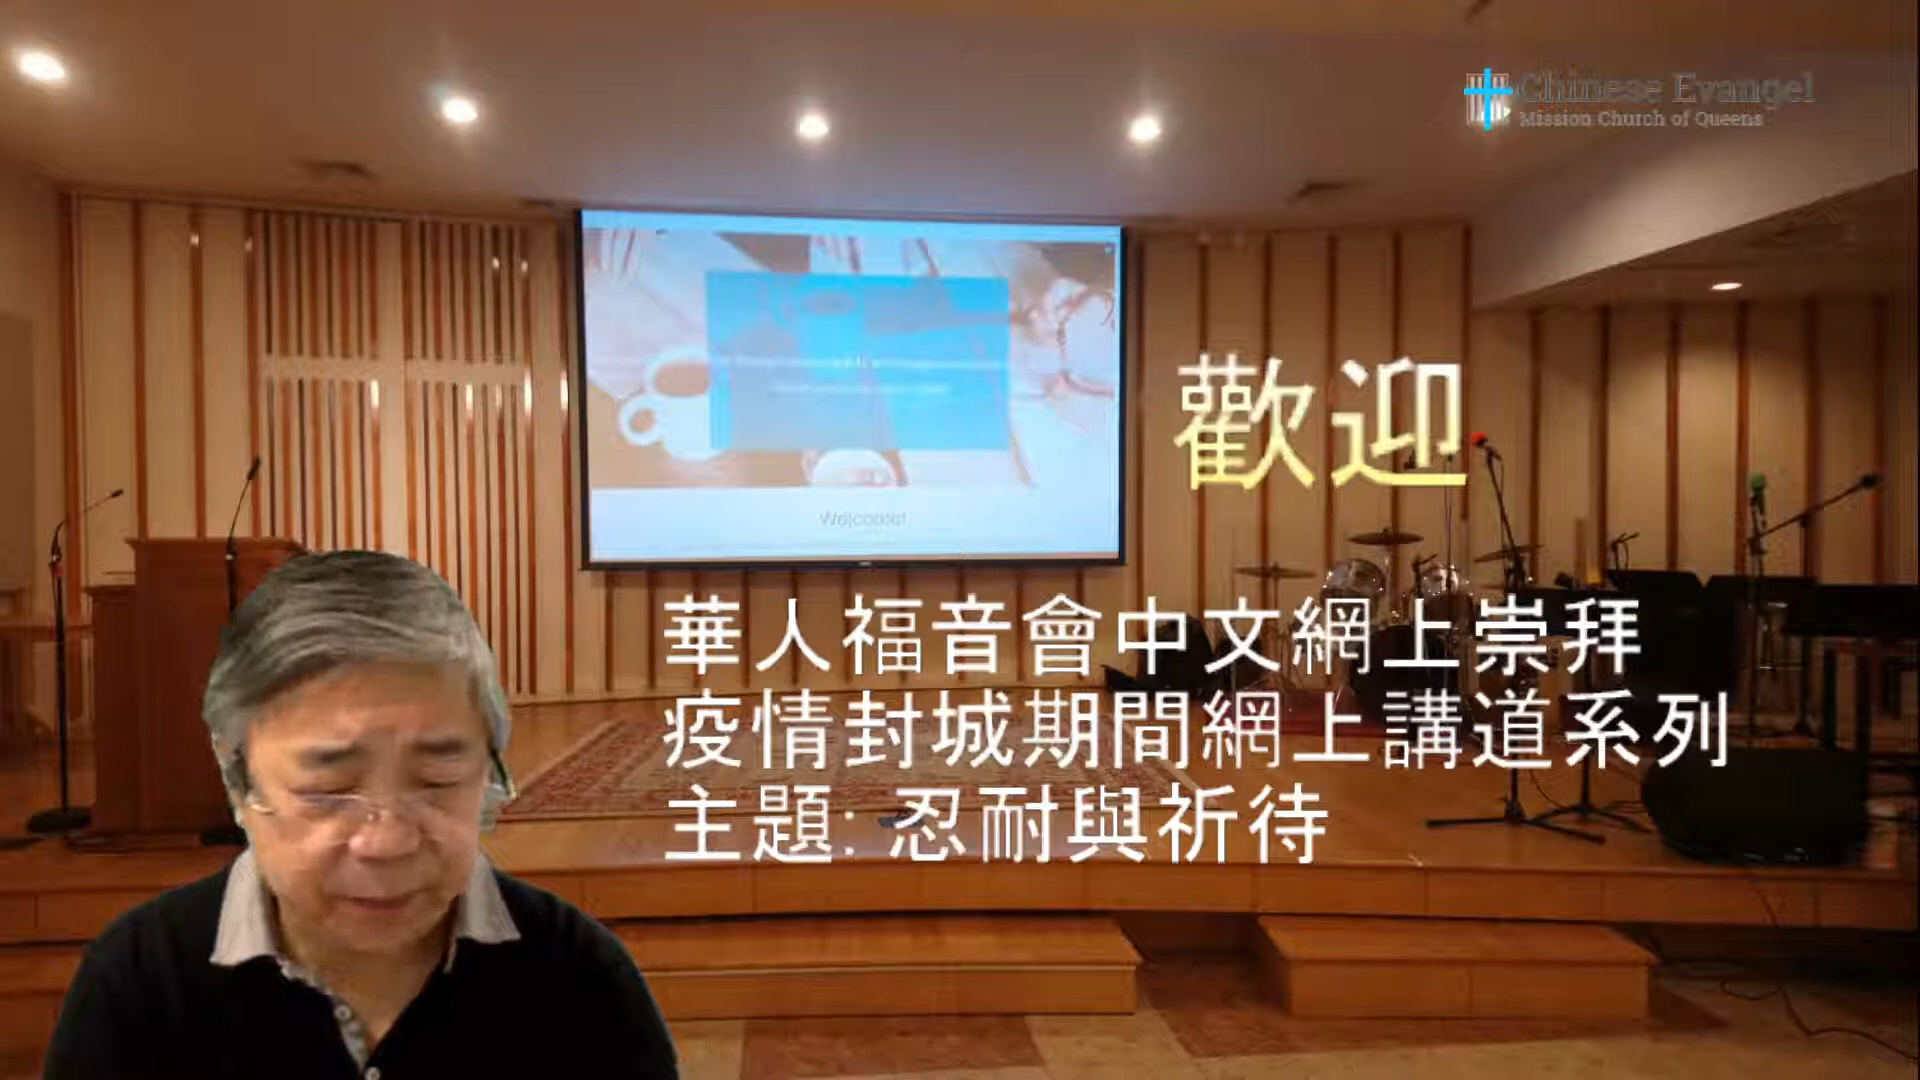 Chinese Evangel
Mission Church of Queens
Welcome!
歡迎
華人福音會中文網上崇拜
疫情封城期間網上講道系列
主題: 忍耐與祈待